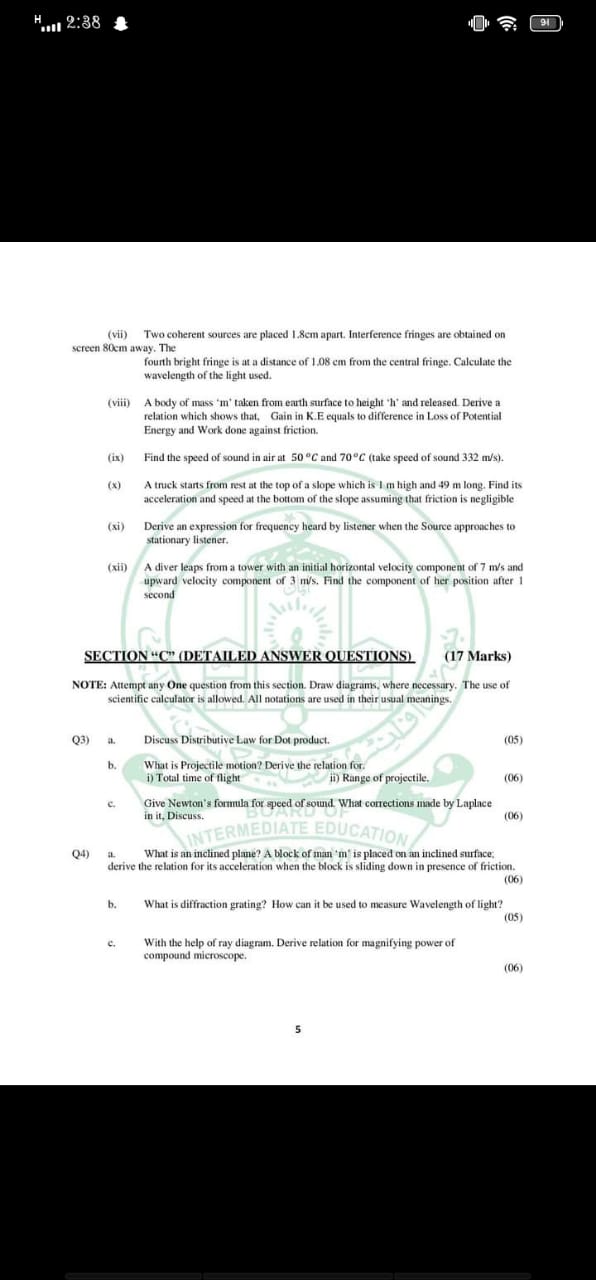 H 2:38 91
(vii) Two coherent sources are placed 1.8cm apart. Interference fringes are obtained on
screen 80cm away. The
fourth bright fringe is at a distance of 1.08 cm from the central fringe. Calculate the
wavelength of the light used.
(viii) A body of mass 'm' taken from earth surface to height 'h' and released. Derive a
relation which shows that, Gain in K.E equals to difference in Loss of Potential
Energy and Work done against friction.
(ix) Find the speed of sound in air at 50 °C and 70°C (take speed of sound 332 m/s).
(x) A truck starts from rest at the top of a slope which is 1 m high and 49 m long. Find its
acceleration and speed at the bottom of the slope assuming that friction is negligible
(xi) Derive an expression for frequency heard by listener when the Source approaches to
stationary listener.
(xii) A diver leaps from a tower with an initial horizontal velocity component of 7 m/s and
upward velocity component of 3 m/s. Find the component of her position after 1
second
SECTION "C" (DETAILED ANSWER QUESTIONS) (17 Marks)
NOTE: Attempt any One question from this section. Draw diagrams, where necessary. The use of
scientific calculator is allowed. All notations are used in their usual meanings.
Q3) a. Discuss Distributive Law for Dot product. (05)
b. What is Projectile motion? Derive the relation for:
i) Total time of flight ii) Range of projectile. (06)
c. Give Newton's formula for speed of sound. What corrections made by Laplace
in it, Discuss. (06)
BOARD OF
INTERMEDIATE EDUCATION
Q4) a. What is an inclined plane? A block of man 'm' is placed on an inclined surface;
derive the relation for its acceleration when the block is sliding down in presence of friction.
(06)
b. What is diffraction grating? How can it be used to measure Wavelength of light?
(05)
c. With the help of ray diagram. Derive relation for magnifying power of
compound microscope.
(06)
5